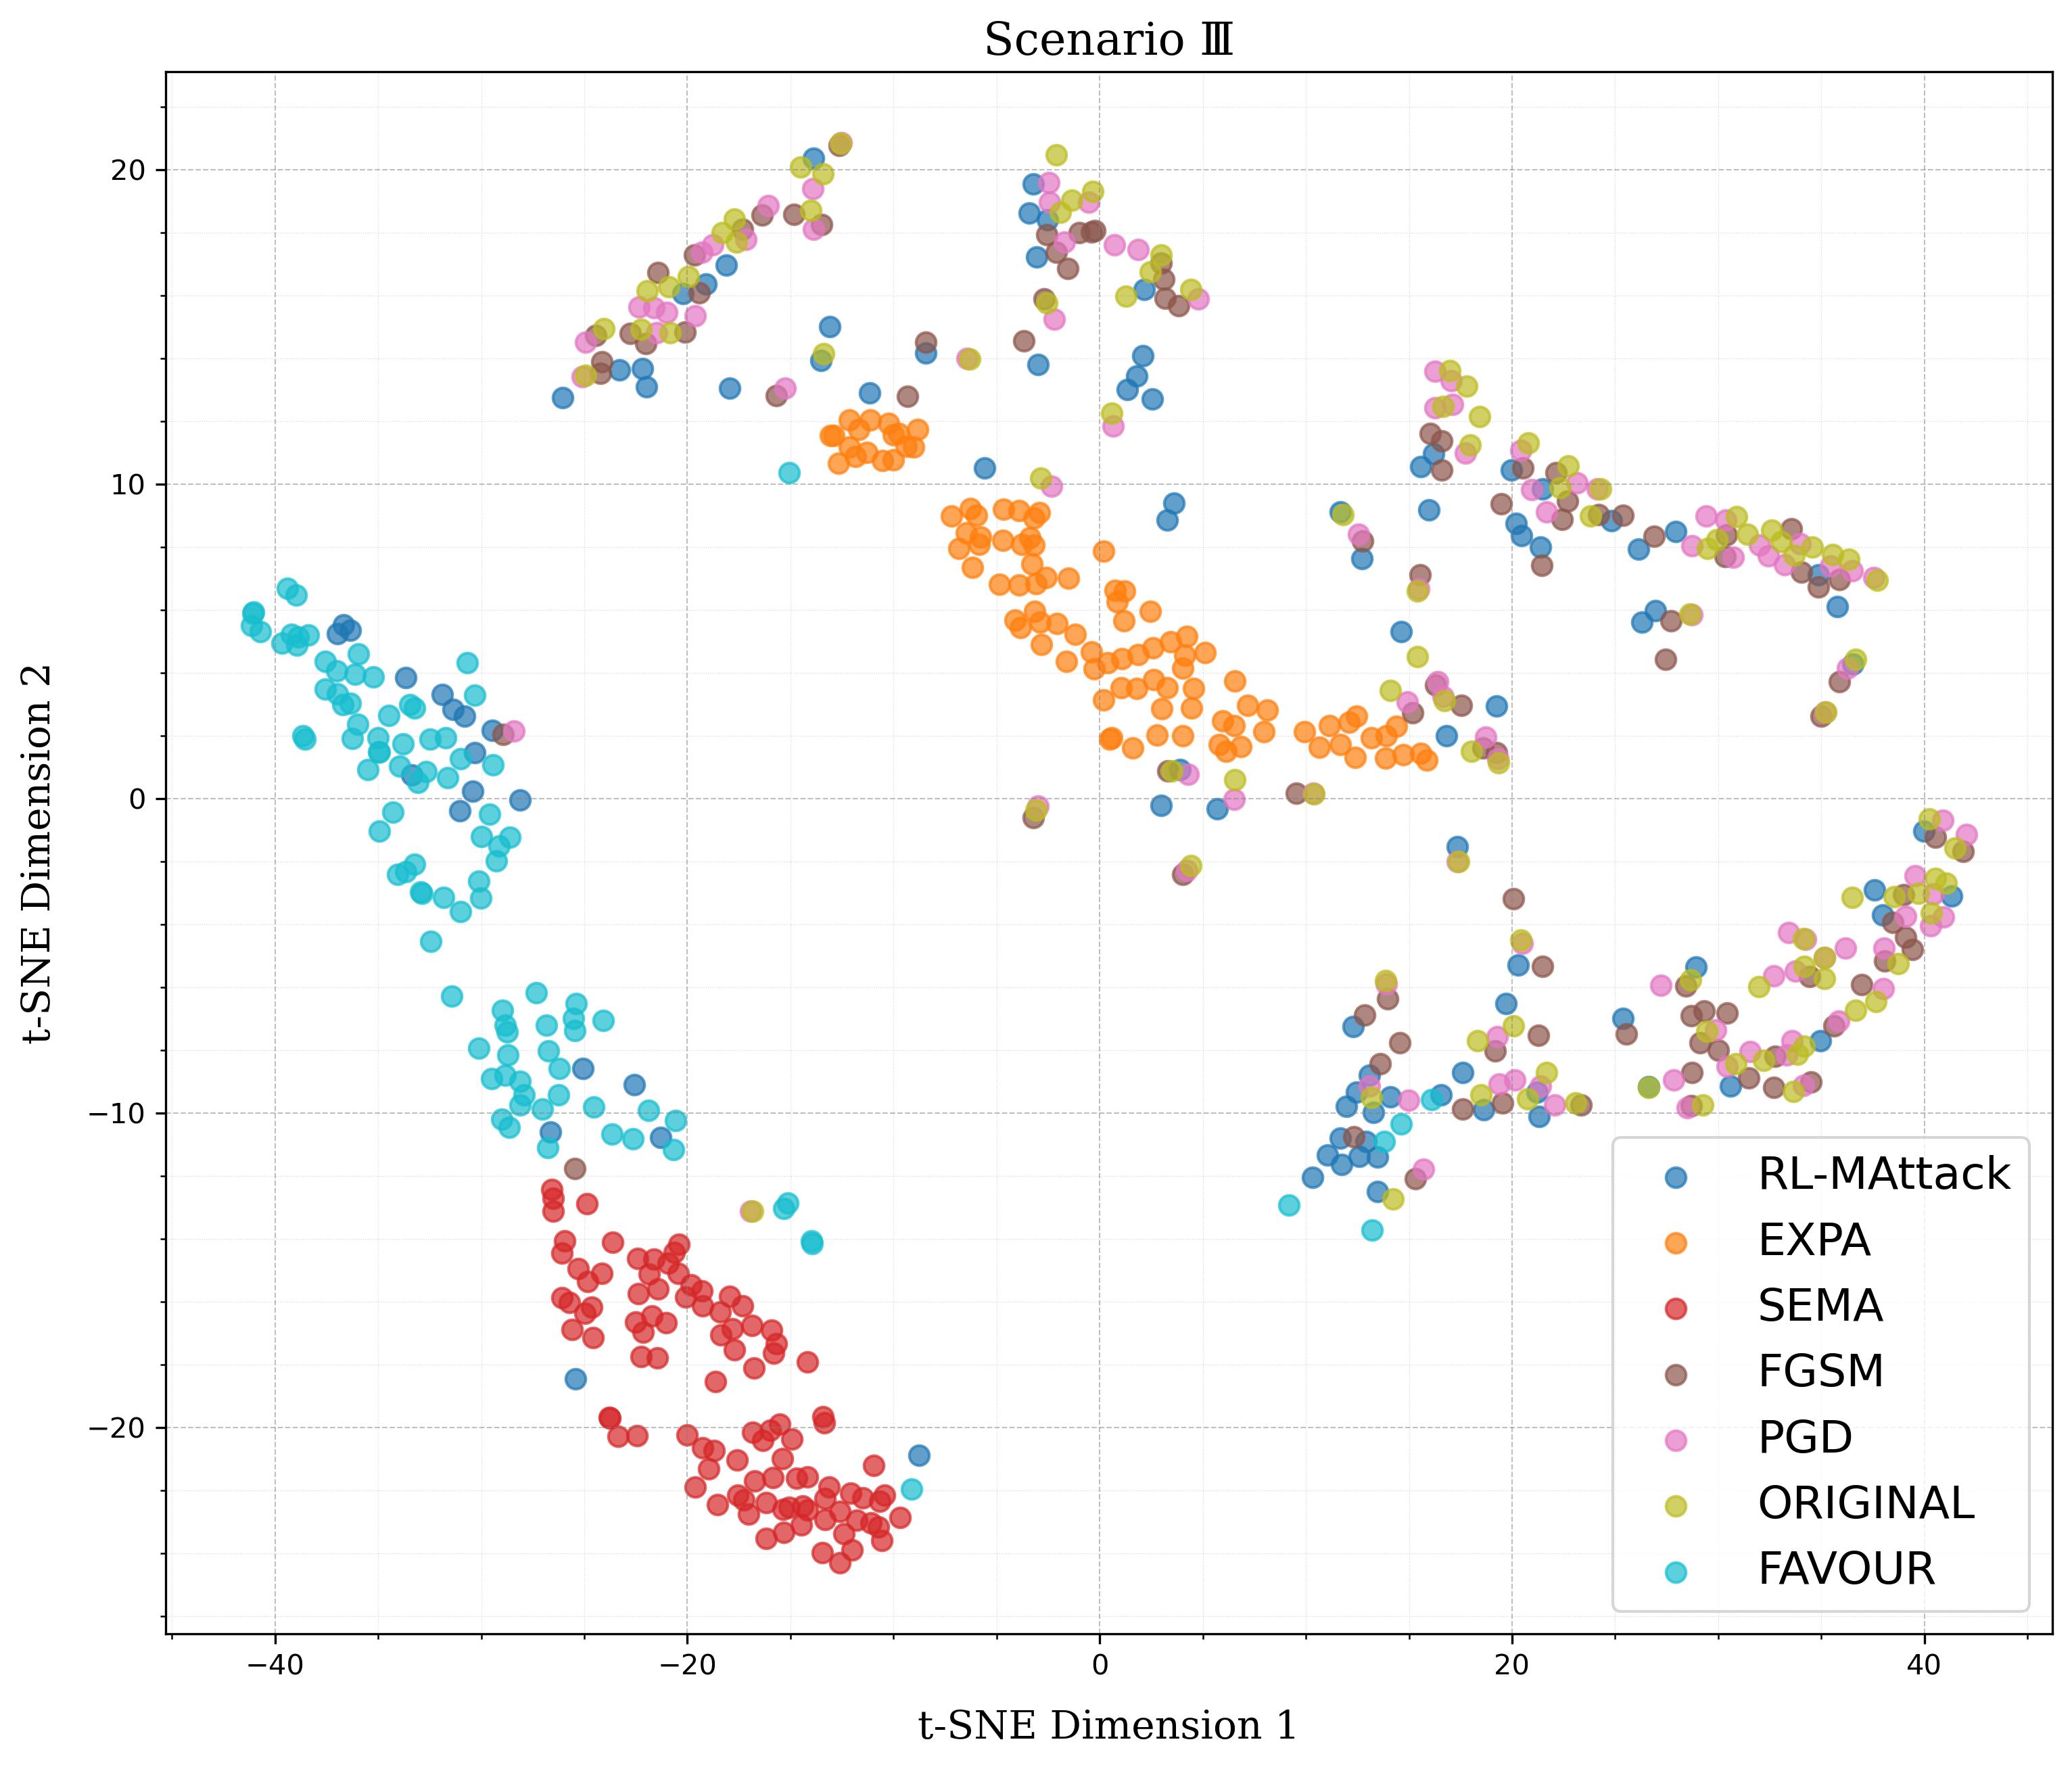 Scenario Ⅲ
20
10
0
−10
−20
t-SNE Dimension 2
−40
−20
0
20
40
t-SNE Dimension 1
RL-MAttack
EXPA
SEMA
FGSM
PGD
ORIGINAL
FAVOUR